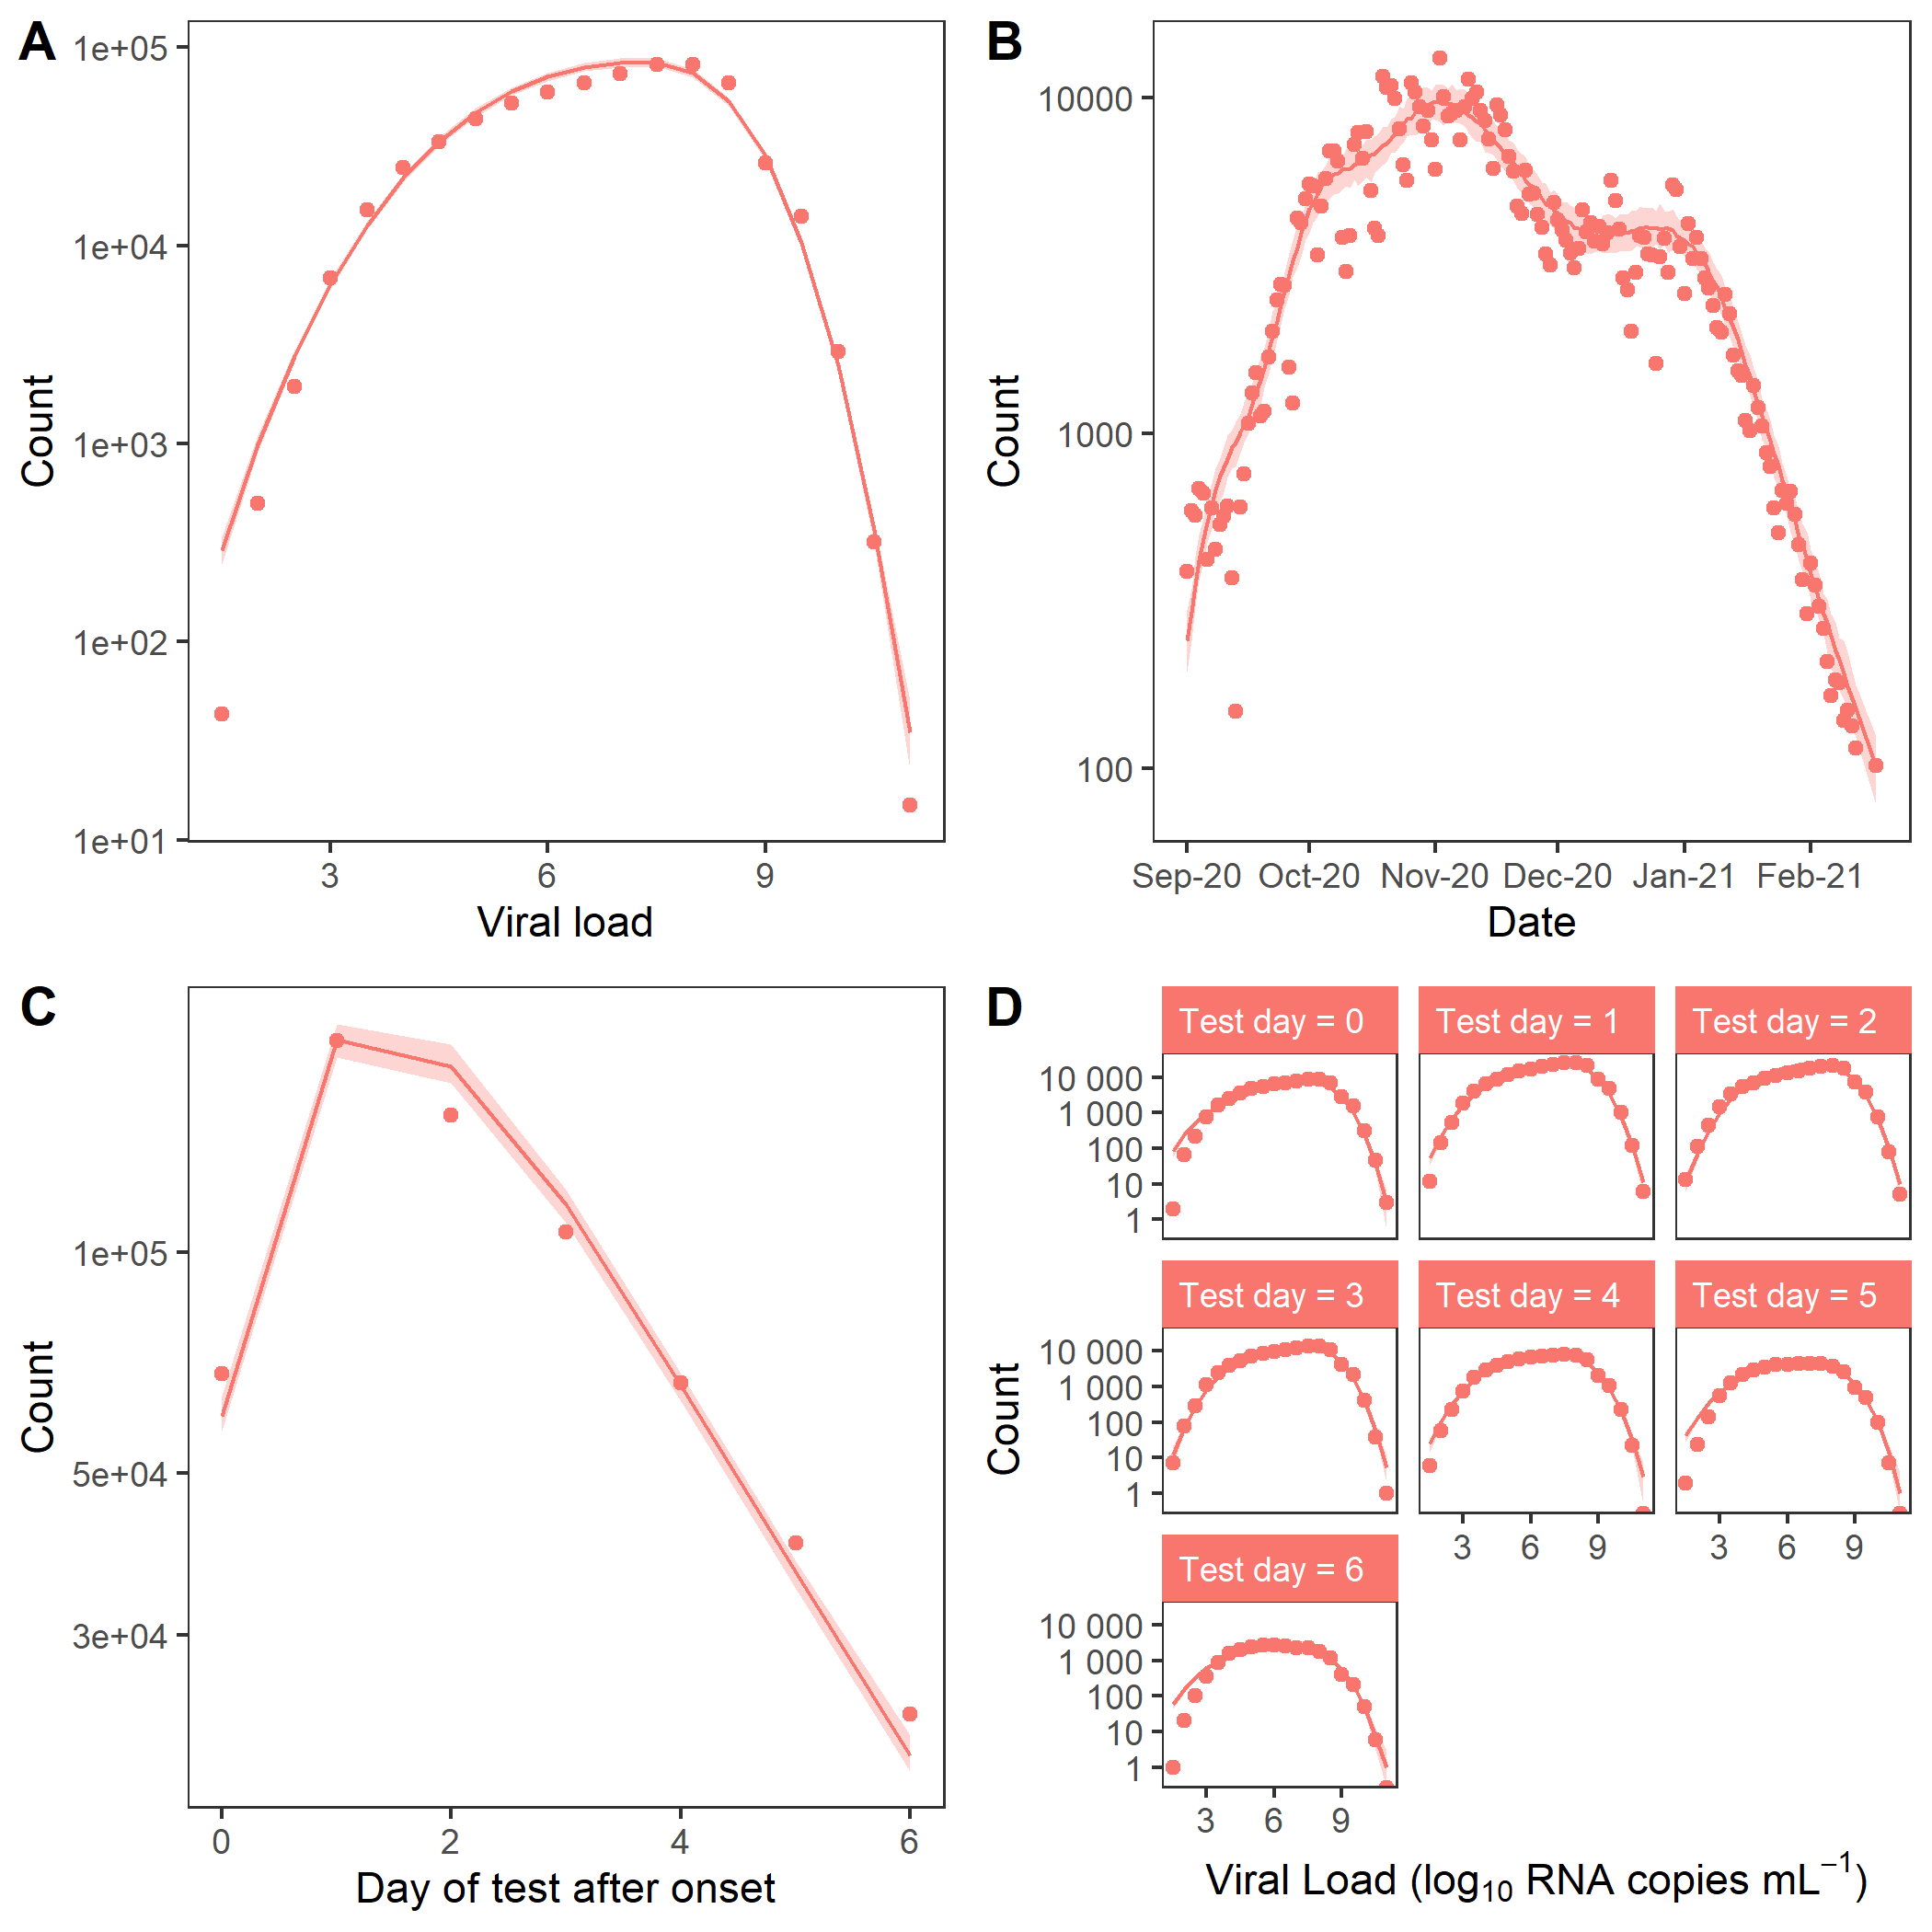 A
1e+05
1e+04
1e+03
1e+02
1e+01
Count
3 6 9
Viral load
B
10000
1000
100
Count
Sep-20 Oct-20 Nov-20 Dec-20 Jan-21 Feb-21
Date
C
1e+05
5e+04
3e+04
Count
0 2 4 6
Day of test after onset
D
Test day = 0 Test day = 1 Test day = 2
10 000
1 000
100
10
1
Test day = 3 Test day = 4 Test day = 5
10 000
1 000
100
10
1
Count
3 6 9 3 6 9
Test day = 6
10 000
1 000
100
10
1
3 6 9
Viral Load (log₁₀ RNA copies mL⁻¹)